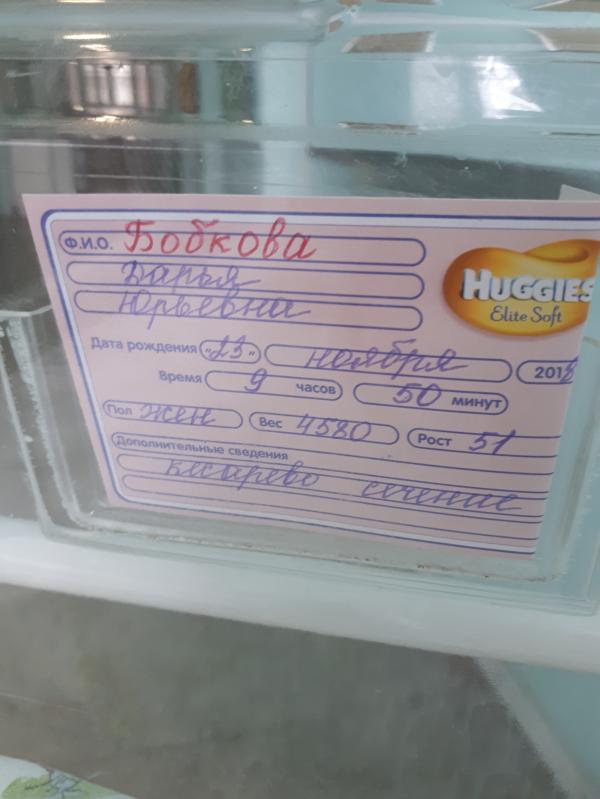 Ф.И.О. Бобкова
Дарья
Юрьевна
HUGGIES
Elite Soft
Дата рождения „23" ноября 2018
Время 9 часов 50 минут
Пол жен Вес 4580 Рост 51
Дополнительные сведения
кесарево сечение